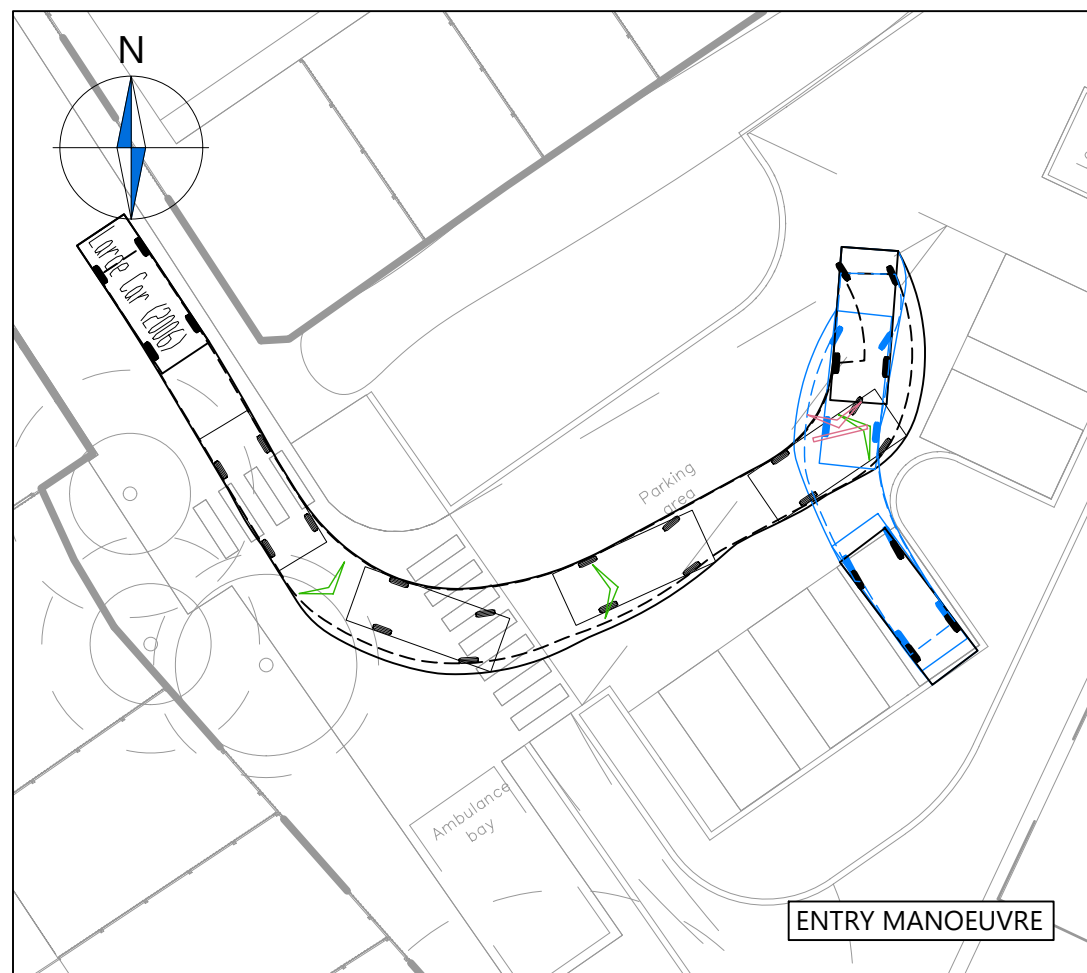 N
Large Car (2006)
Parking
area
Ambulance
bay
ENTRY MANOEUVRE